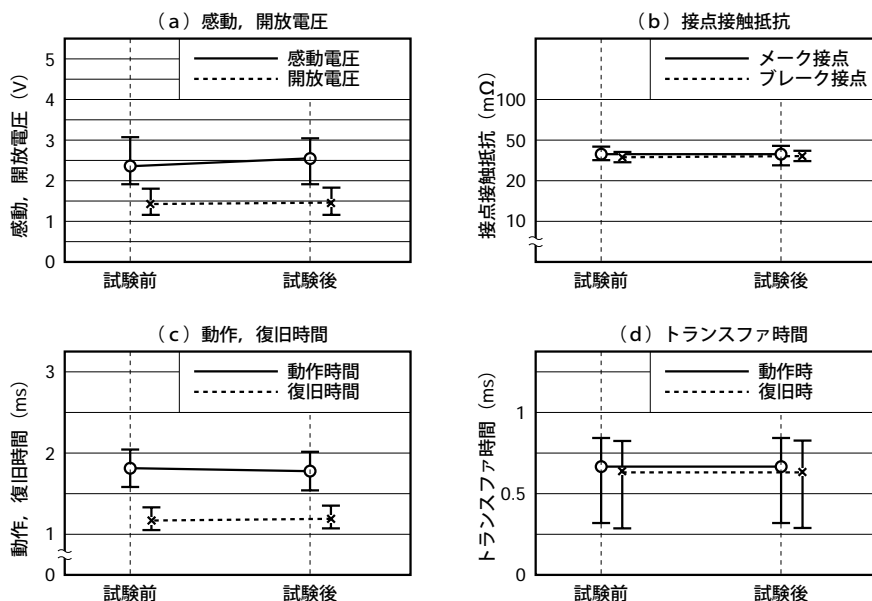 （a）感動，開放電圧
感動，開放電圧（V）
5
4
3
2
1
0
感動電圧
開放電圧
試験前
試験後
（b）接点接触抵抗
接点接触抵抗（mΩ）
100
50
20
10
メーク接点
ブレーク接点
試験前
試験後
（c）動作，復旧時間
動作，復旧時間（ms）
3
2
1
0
動作時間
復旧時間
試験前
試験後
（d）トランスファ時間
トランスファ時間（ms）
1
0.5
0
動作時
復旧時
試験前
試験後